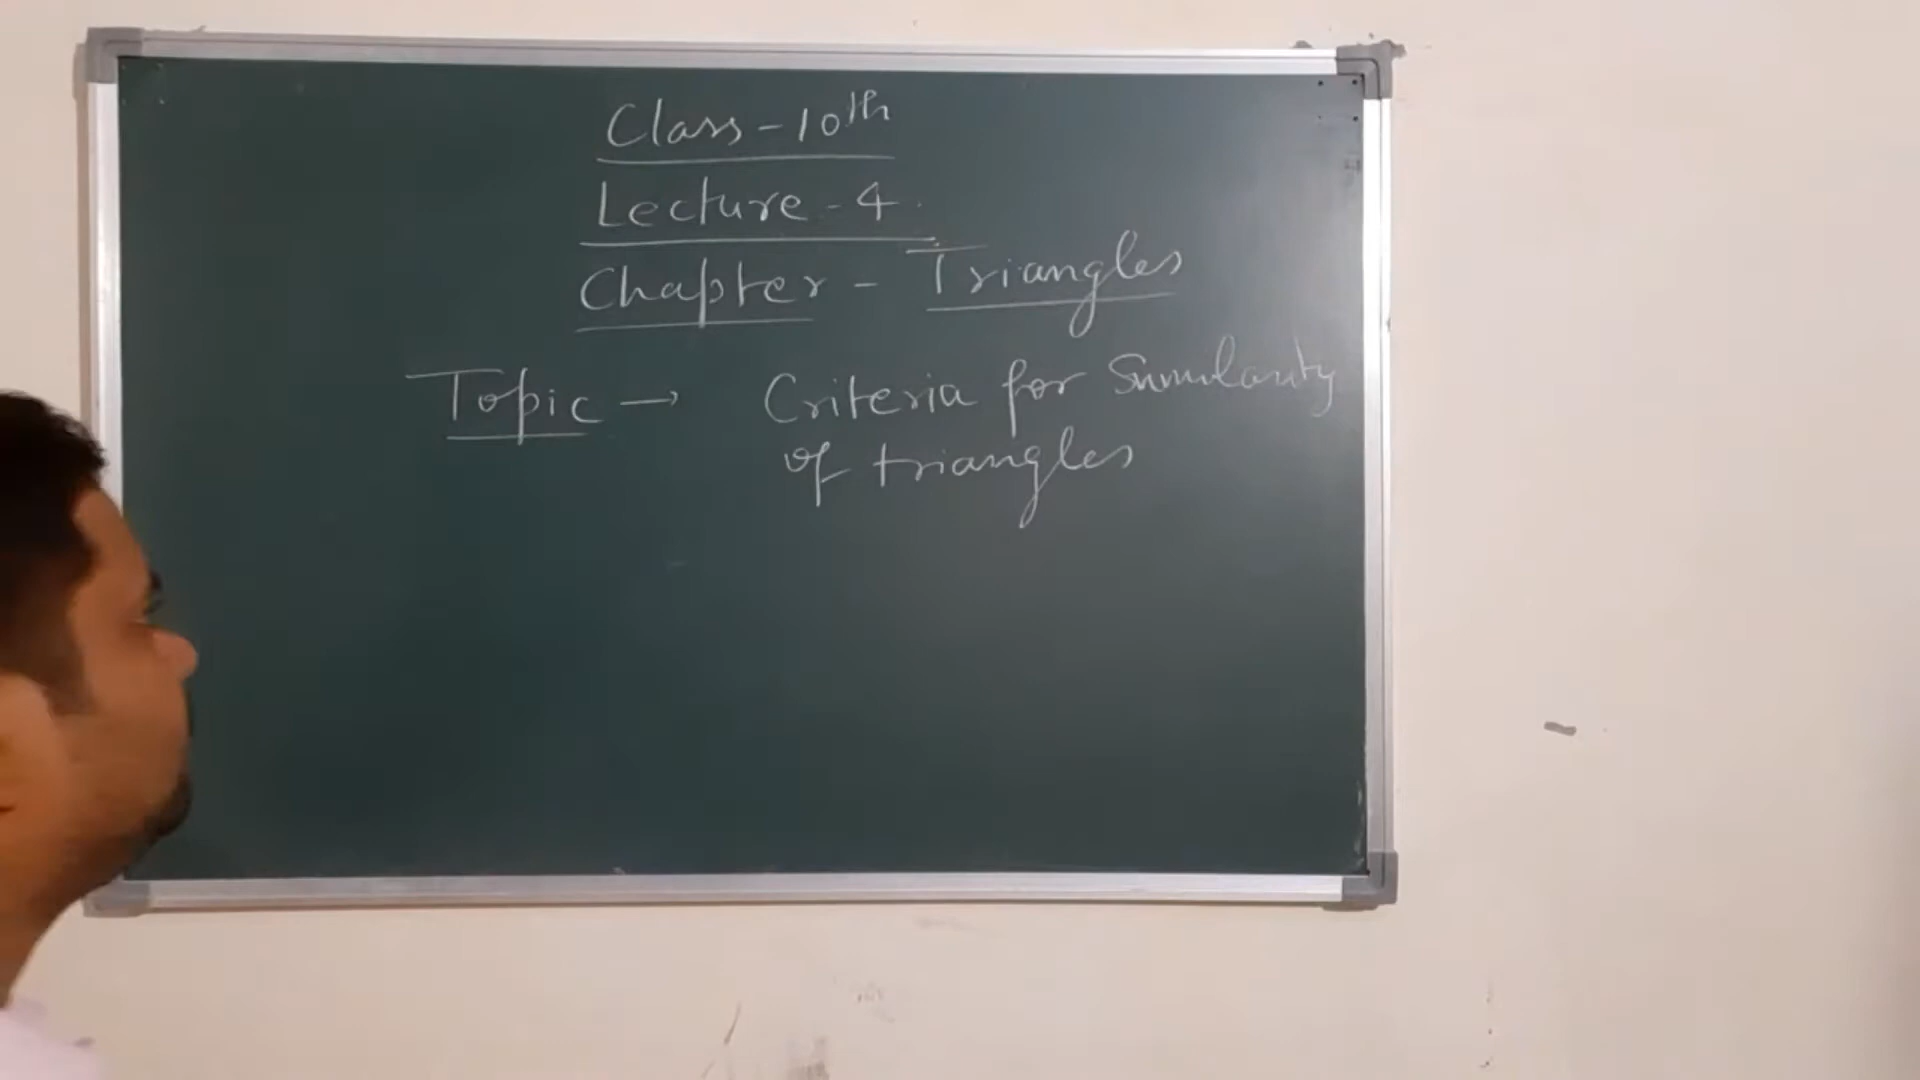 Class - 10th
Lecture - 4
Chapter - Triangles
Topic → Criteria for Similarity
of triangles